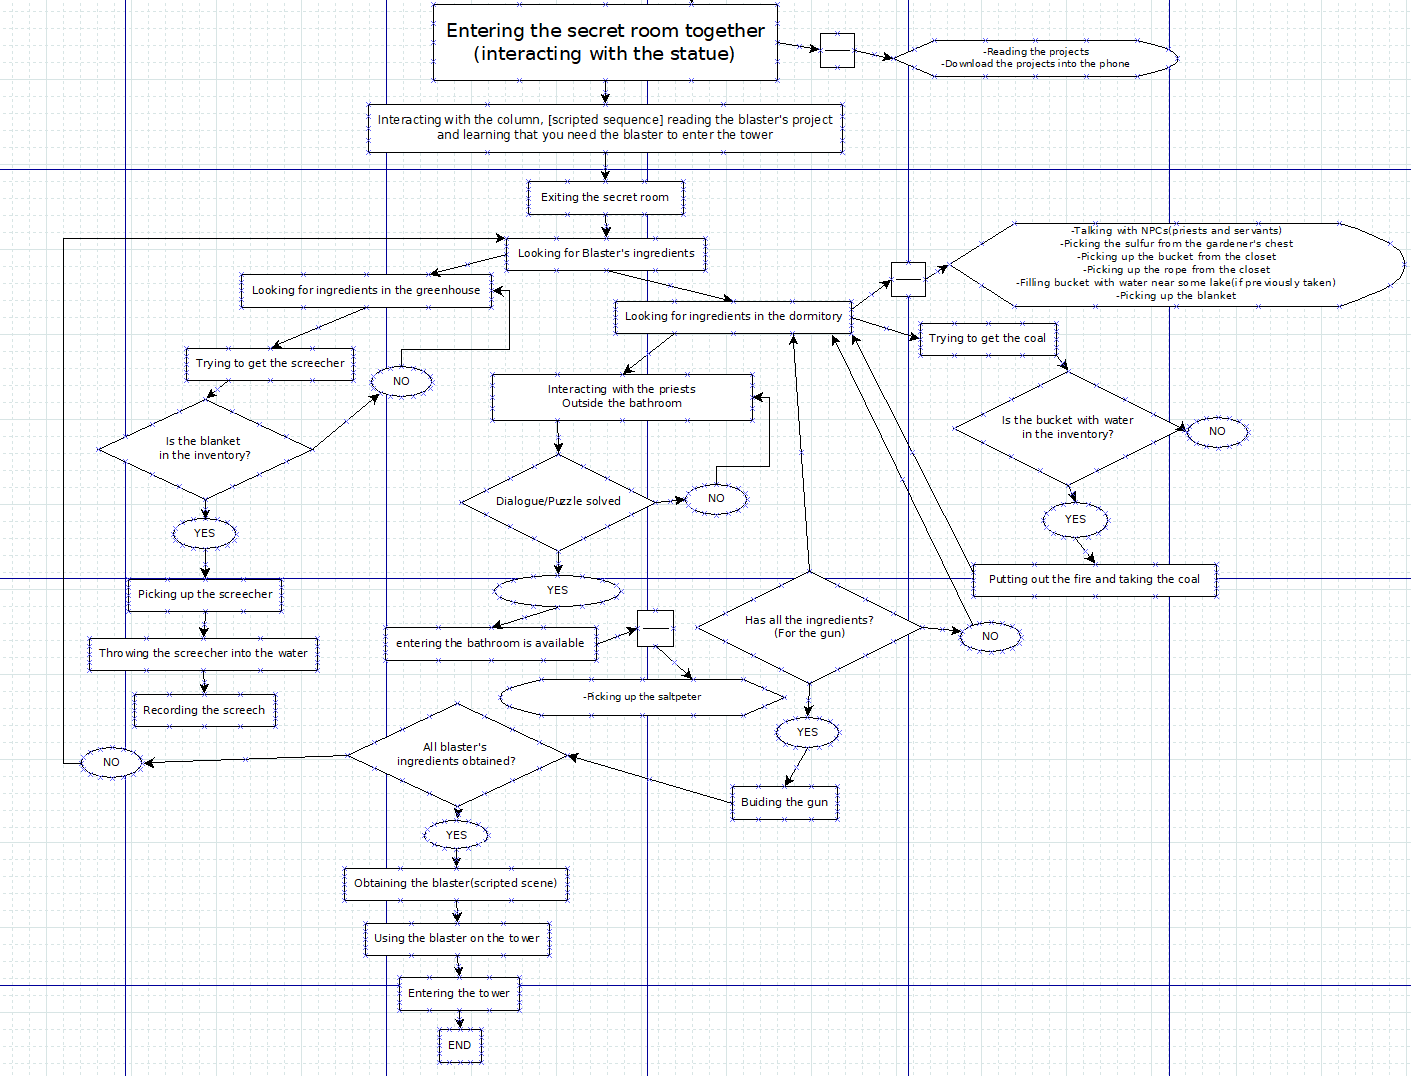 Entering the secret room together
(interacting with the statue)
-Reading the projects
-Download the projects into the phone
Interacting with the column, [scripted sequence] reading the blaster's project
and learning that you need the blaster to enter the tower
Exiting the secret room
Looking for Blaster's ingredients
-Talking with NPCs(priests and servants)
-Picking the sulfur from the gardener's chest
-Picking up the bucket from the closet
-Picking up the rope from the closet
-Filling bucket with water near some lake(if previously taken)
-Picking up the blanket
Looking for ingredients in the greenhouse
Looking for ingredients in the dormitory
Trying to get the coal
Trying to get the screecher
NO
Interacting with the priests
Outside the bathroom
Is the bucket with water
in the inventory?
NO
Is the blanket
in the inventory?
Dialogue/Puzzle solved
NO
YES
YES
Putting out the fire and taking the coal
Picking up the screecher
YES
Has all the ingredients?
(For the gun)
NO
entering the bathroom is available
Throwing the screecher into the water
-Picking up the saltpeter
Recording the screech
YES
All blaster's
ingredients obtained?
NO
Buiding the gun
YES
Obtaining the blaster(scripted scene)
Using the blaster on the tower
Entering the tower
END